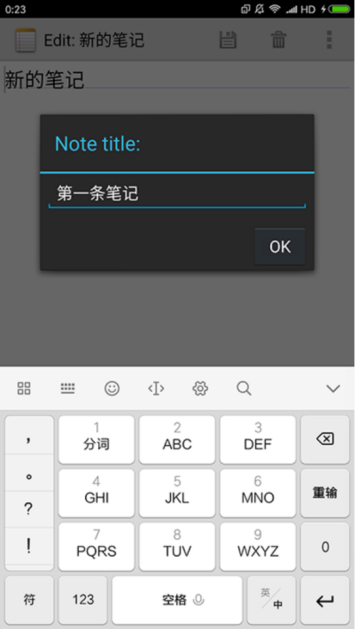 0:23 HD
Edit: 新的笔记
新的笔记
Note title:
第一条笔记
OK
, 1 2 3
分词 ABC DEF
。 4 5 6 重输
GHI JKL MNO
?
! 7 8 9 0
PQRS TUV WXYZ
符 123 空格 英/中